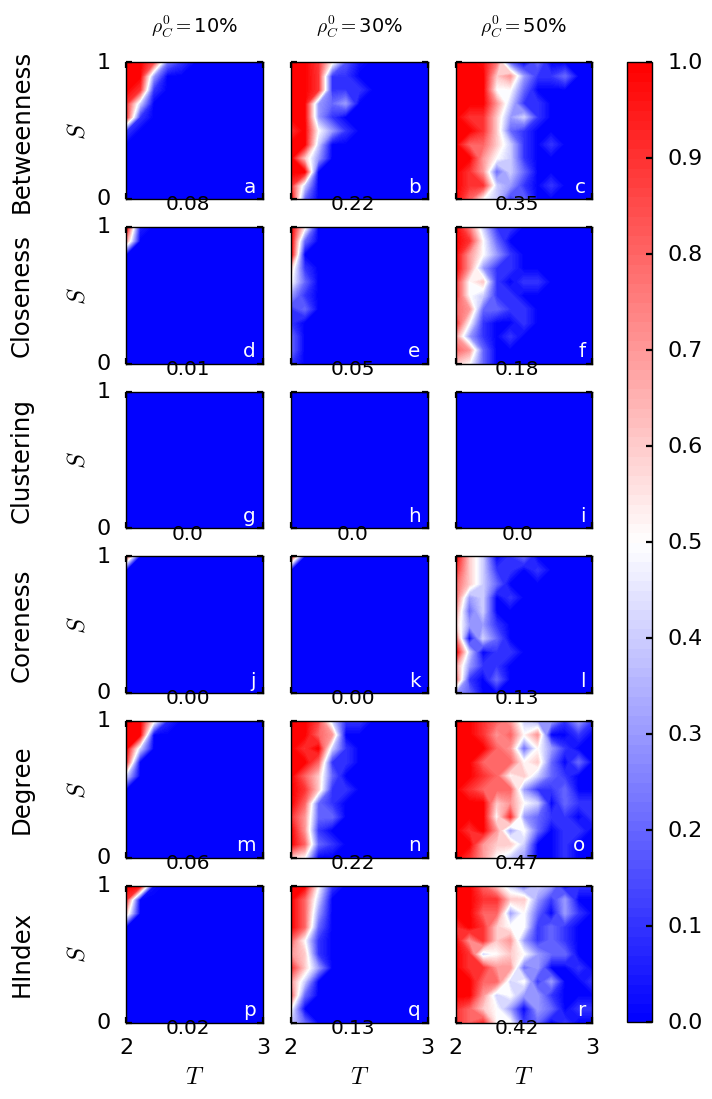 ρ_C^0 = 10% ρ_C^0 = 30% ρ_C^0 = 50%
Betweenness S 1 0 a b c
0.08 0.22 0.35
Closeness S 1 0 d e f
0.01 0.05 0.18
Clustering S 1 0 g h i
0.0 0.0 0.0
Coreness S 1 0 j k l
0.00 0.00 0.13
Degree S 1 0 m n o
0.06 0.22 0.47
HIndex S 1 0 p q r
0.02 0.13 0.42
2 3 2 3 2 3
T T T
1.0
0.9
0.8
0.7
0.6
0.5
0.4
0.3
0.2
0.1
0.0